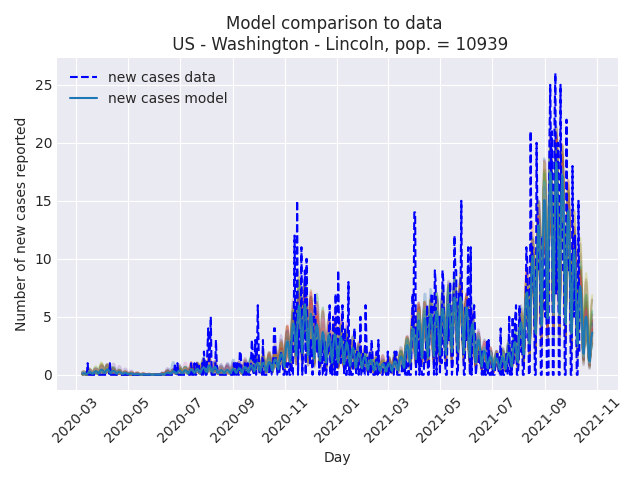 Model comparison to data
US - Washington - Lincoln, pop. = 10939
new cases data
new cases model
Number of new cases reported
25
20
15
10
5
0
2020-03
2020-05
2020-07
2020-09
2020-11
2021-01
2021-03
2021-05
2021-07
2021-09
2021-11
Day